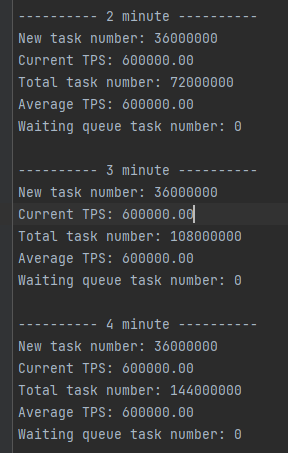 ---------- 2 minute ----------
New task number: 36000000
Current TPS: 600000.00
Total task number: 72000000
Average TPS: 600000.00
Waiting queue task number: 0
---------- 3 minute ----------
New task number: 36000000
Current TPS: 600000.00
Total task number: 108000000
Average TPS: 600000.00
Waiting queue task number: 0
---------- 4 minute ----------
New task number: 36000000
Current TPS: 600000.00
Total task number: 144000000
Average TPS: 600000.00
Waiting queue task number: 0